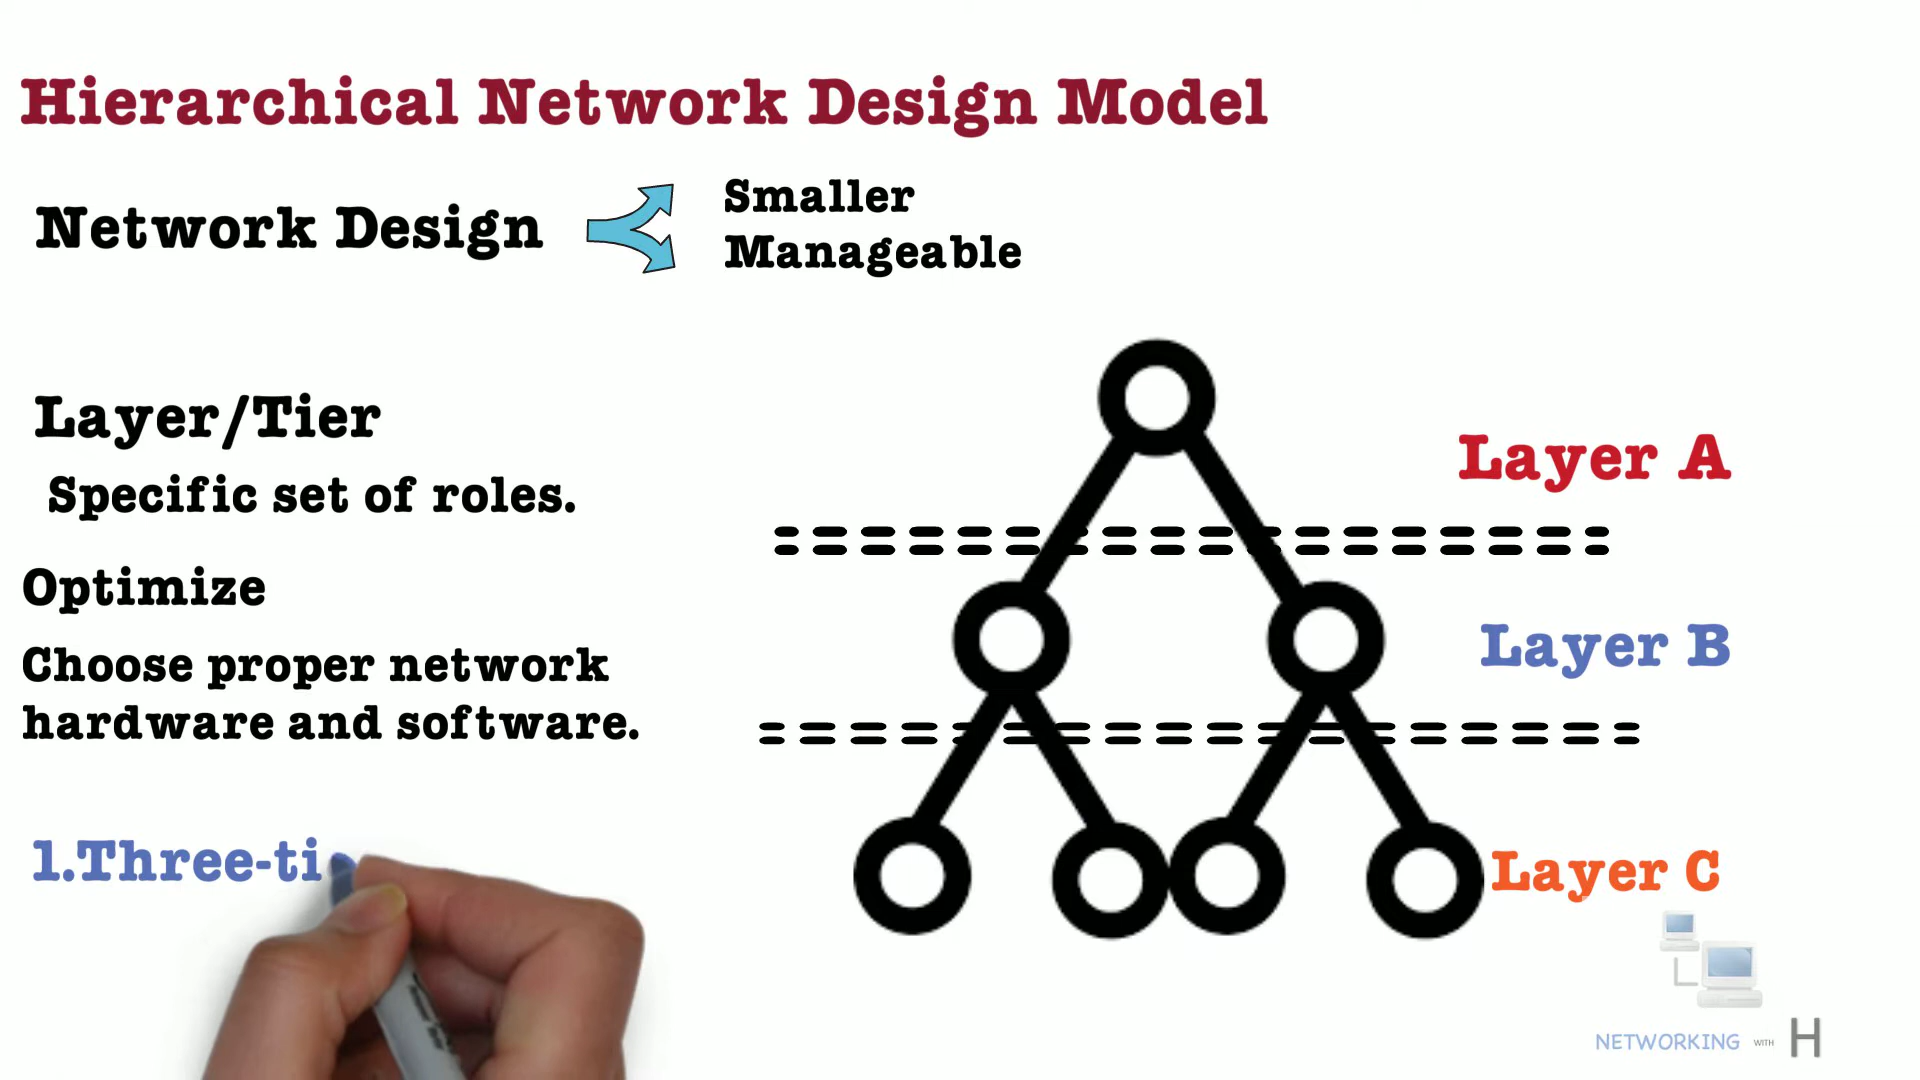 Hierarchical Network Design Model
Network Design
Smaller
Manageable
Layer/Tier
Specific set of roles.
Optimize
Choose proper network
hardware and software.
1.Three-ti
Layer A
Layer B
Layer C
NETWORKING WITH H